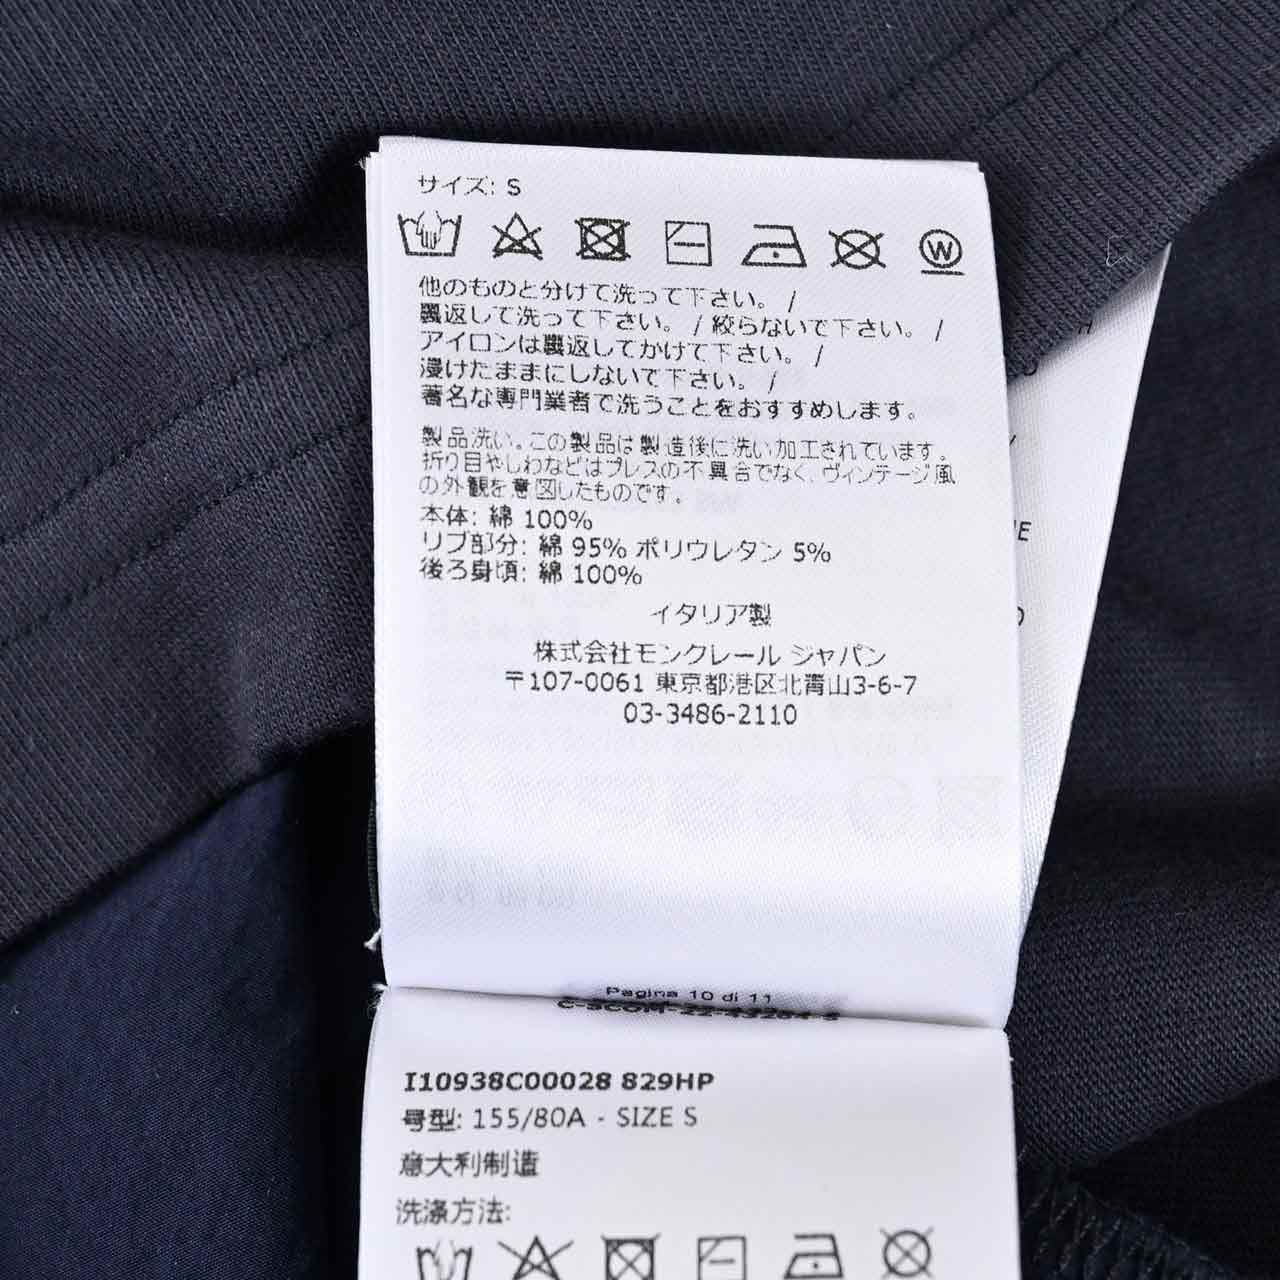 サイズ: S
W
他のものと分けて洗って下さい。 /
裏返して洗って下さい。 / 絞らないで下さい。 /
アイロンは裏返してかけて下さい。 /
浸けたままにしないで下さい。 /
著名な専門業者で洗うことをおすすめします。
製品洗い。この製品は製造後に洗い加工されています。
折り目やしわなどはプレスの不具合でなく、ヴィンテージ風
の外観を意図したものです。
本体: 綿 100%
リブ部分: 綿 95% ポリウレタン 5%
後ろ身頃: 綿 100%
イタリア製
株式会社モンクレール ジャパン
〒107-0061 東京都港区北青山3-6-7
03-3486-2110
Pagina 10 di 11
I10938C00028 829HP
号型: 155/80A - SIZE S
意大利制造
洗涤方法: